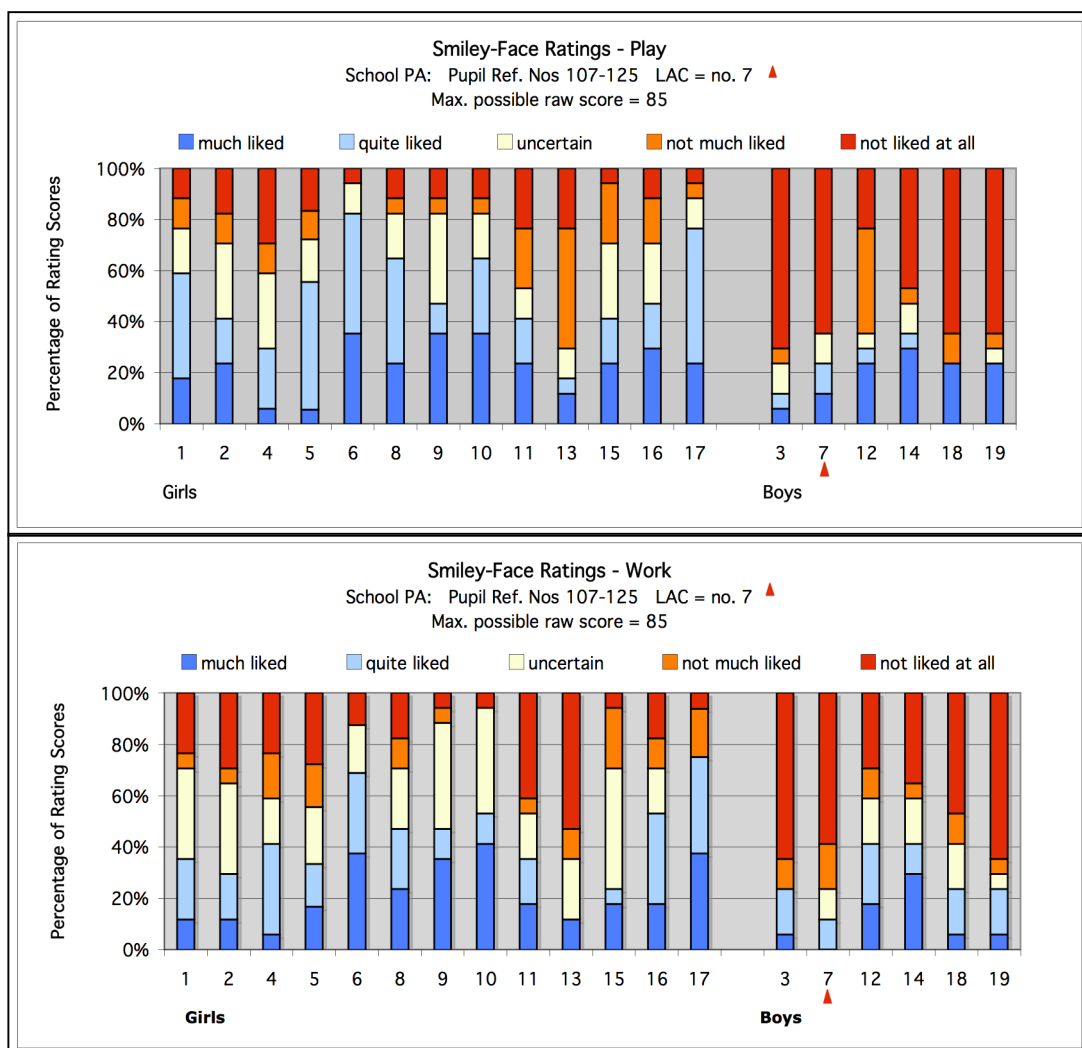 Smiley-Face Ratings - Play
School PA: Pupil Ref. Nos 107-125 LAC = no. 7
Max. possible raw score = 85
much liked quite liked uncertain not much liked not liked at all
Percentage of Rating Scores
100%
80%
60%
40%
20%
0%
1 2 4 5 6 8 9 10 11 13 15 16 17 3 7 12 14 18 19
Girls Boys
Smiley-Face Ratings - Work
School PA: Pupil Ref. Nos 107-125 LAC = no. 7
Max. possible raw score = 85
much liked quite liked uncertain not much liked not liked at all
Percentage of Rating Scores
100%
80%
60%
40%
20%
0%
1 2 4 5 6 8 9 10 11 13 15 16 17 3 7 12 14 18 19
Girls Boys